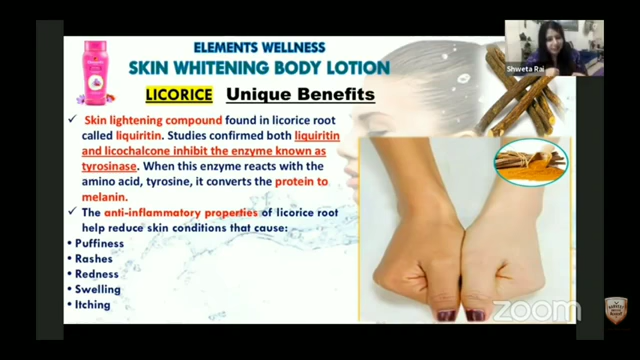 ELEMENTS WELLNESS
SKIN WHITENING BODY LOTION
LICORICE Unique Benefits
✓ Skin lightening compound found in licorice root
called liquiritin. Studies confirmed both liquiritin
and licochalcone inhibit the enzyme known as
tyrosinase. When this enzyme reacts with the
amino acid, tyrosine, it converts the protein to
melanin.
✓ The anti-inflammatory properties of licorice root
help reduce skin conditions that cause:
• Puffiness
• Rashes
• Redness
• Swelling
• Itching
Shweta Rai
zoom